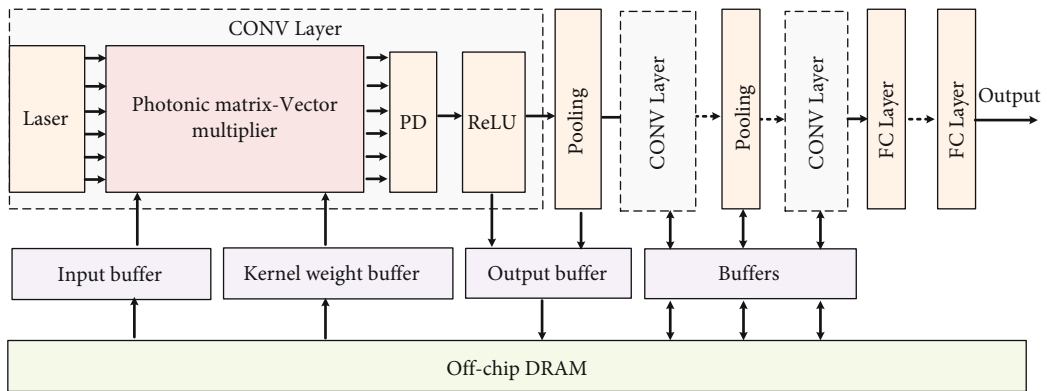 CONV Layer
Laser
Photonic matrix-Vector
multiplier
PD
ReLU
Pooling
CONV Layer
Pooling
CONV Layer
FC Layer
FC Layer
Output
Input buffer
Kernel weight buffer
Output buffer
Buffers
Off-chip DRAM